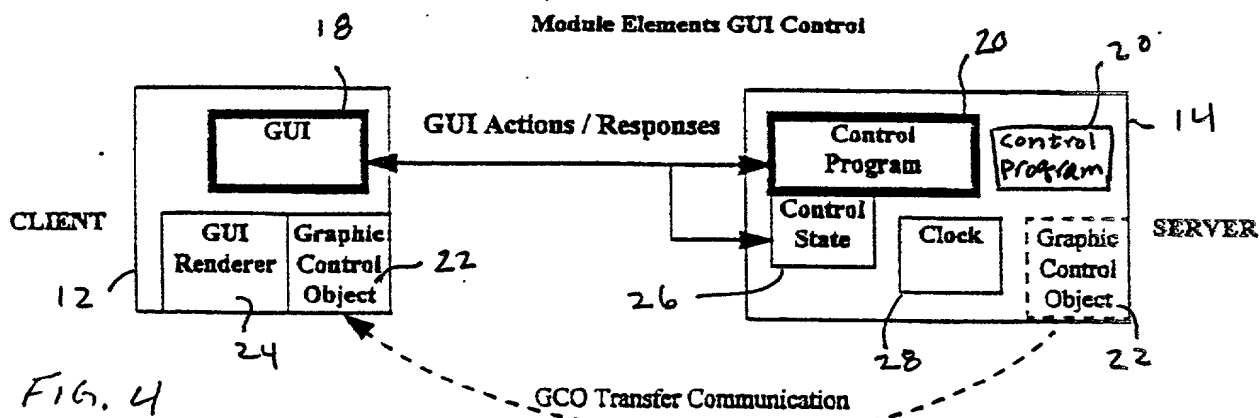 Module Elements GUI Control
18
20
20
GUI
GUI Actions / Responses
Control
Program
Control
Program
14
CLIENT
GUI
Renderer
Graphic
Control
Object
22
Control
State
Clock
Graphic
Control
Object
SERVER
12
24
26
28
22
FIG. 4
GCO Transfer Communication